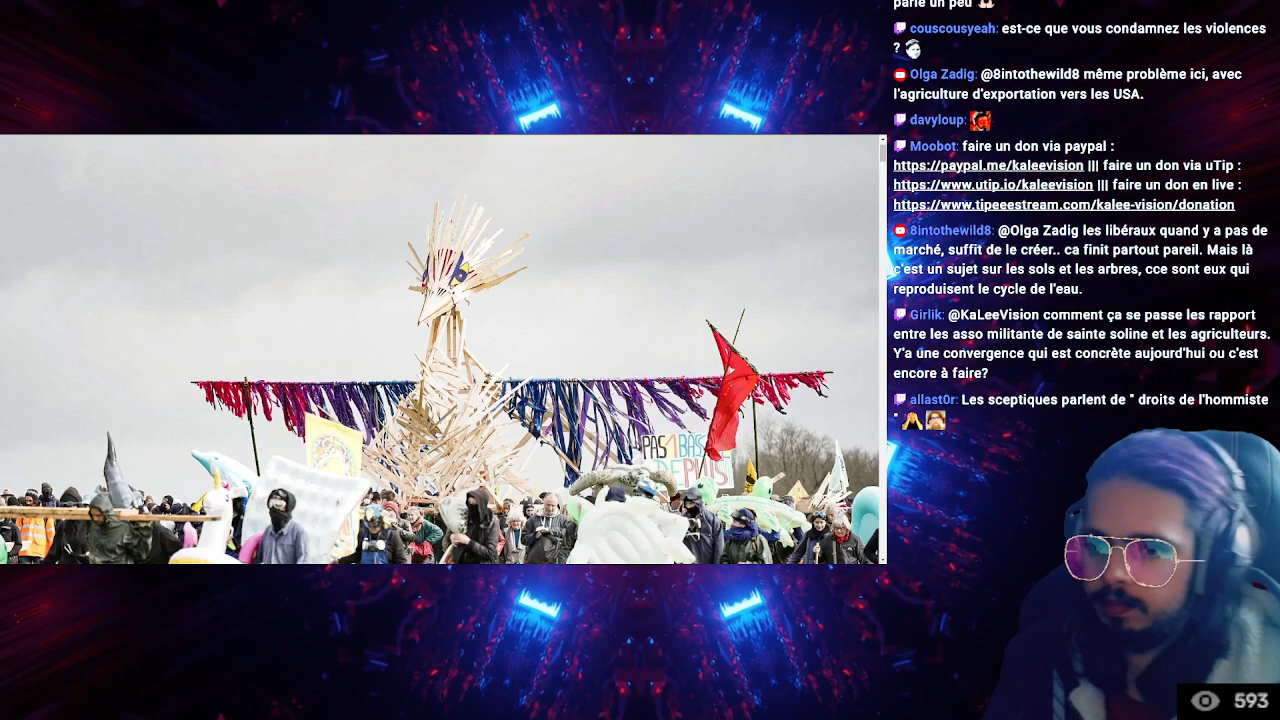 parle un peu
couscousyeah: est-ce que vous condamnez les violences
?
Olga Zadig: @8intothewild8 même problème ici, avec
l'agriculture d'exportation vers les USA.
davyloup:
Moobot: faire un don via paypal :
https://paypal.me/kaleevision ||| faire un don via uTip :
https://www.utip.io/kaleevision ||| faire un don en live :
https://www.tipeeestream.com/kalee-vision/donation
8intothewild8: @Olga Zadig les libéraux quand y a pas de
marché, suffit de le créer.. ca finit partout pareil. Mais là
c'est un sujet sur les sols et les arbres, cce sont eux qui
reproduisent le cycle de l'eau.
Girlik: @KaLeeVision comment ça se passe les rapport
entre les asso militante de sainte soline et les agriculteurs.
Y'a une convergence qui est concrète aujourd'hui ou c'est
encore à faire?
allast0r: Les sceptiques parlent de " droits de l'hommiste
"
PAS 1 BASS
DE PLUS
593